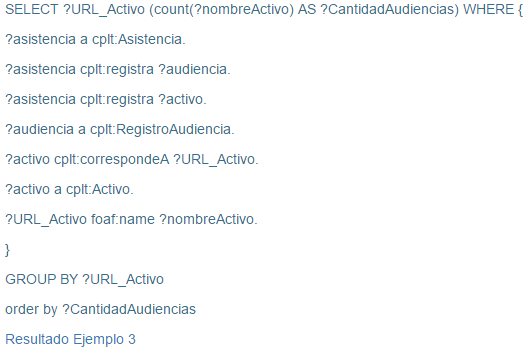 SELECT ?URL_Activo (count(?nombreActivo) AS ?CantidadAudiencias) WHERE {
?asistencia a cplt:Asistencia.
?asistencia cplt:registra ?audiencia.
?asistencia cplt:registra ?activo.
?audiencia a cplt:RegistroAudiencia.
?activo cplt:correspondeA ?URL_Activo.
?activo a cplt:Activo.
?URL_Activo foaf:name ?nombreActivo.
}
GROUP BY ?URL_Activo
order by ?CantidadAudiencias
Resultado Ejemplo 3